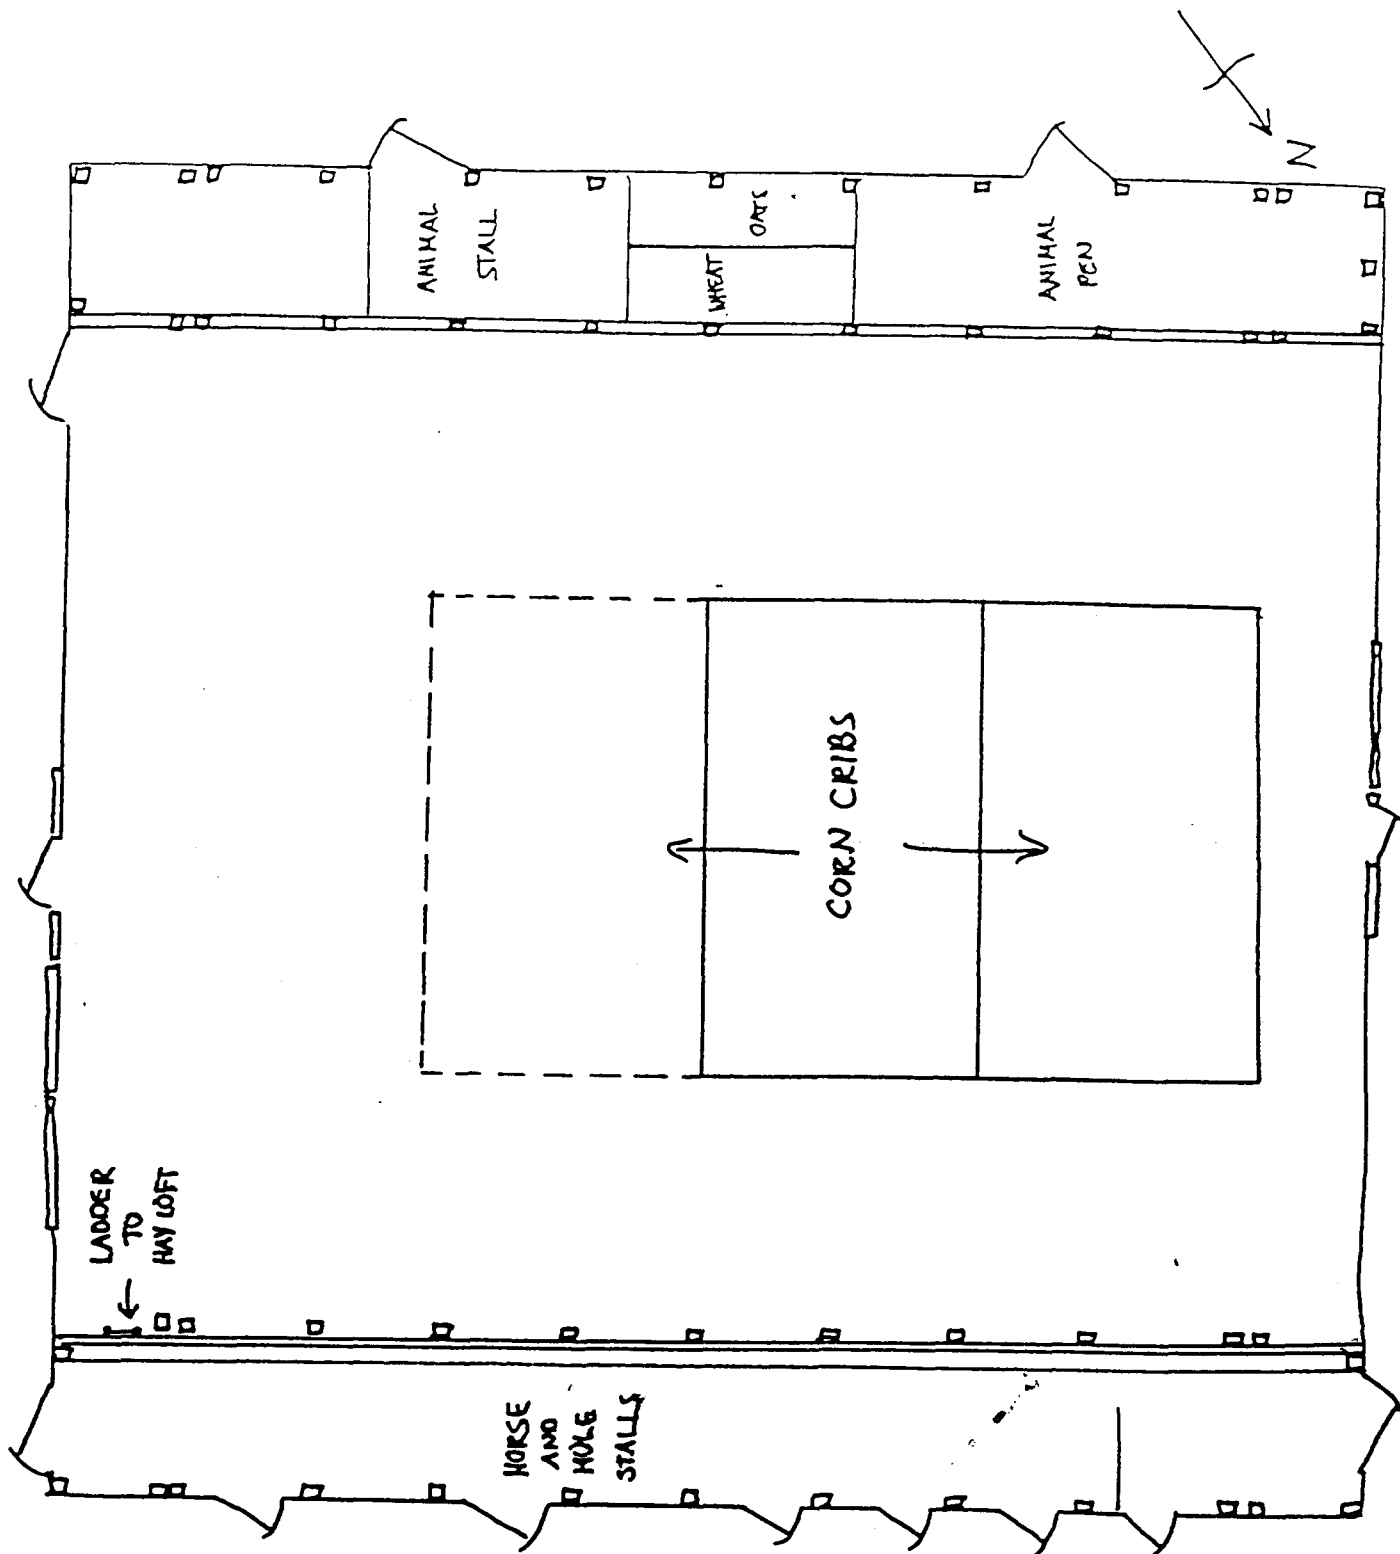 N
ANIMAL
STALL
OATS
WHEAT
ANIMAL
PEN
CORN CRIBS
LADDER
TO
HAY LOFT
HORSE
AND
MULE
STALLS